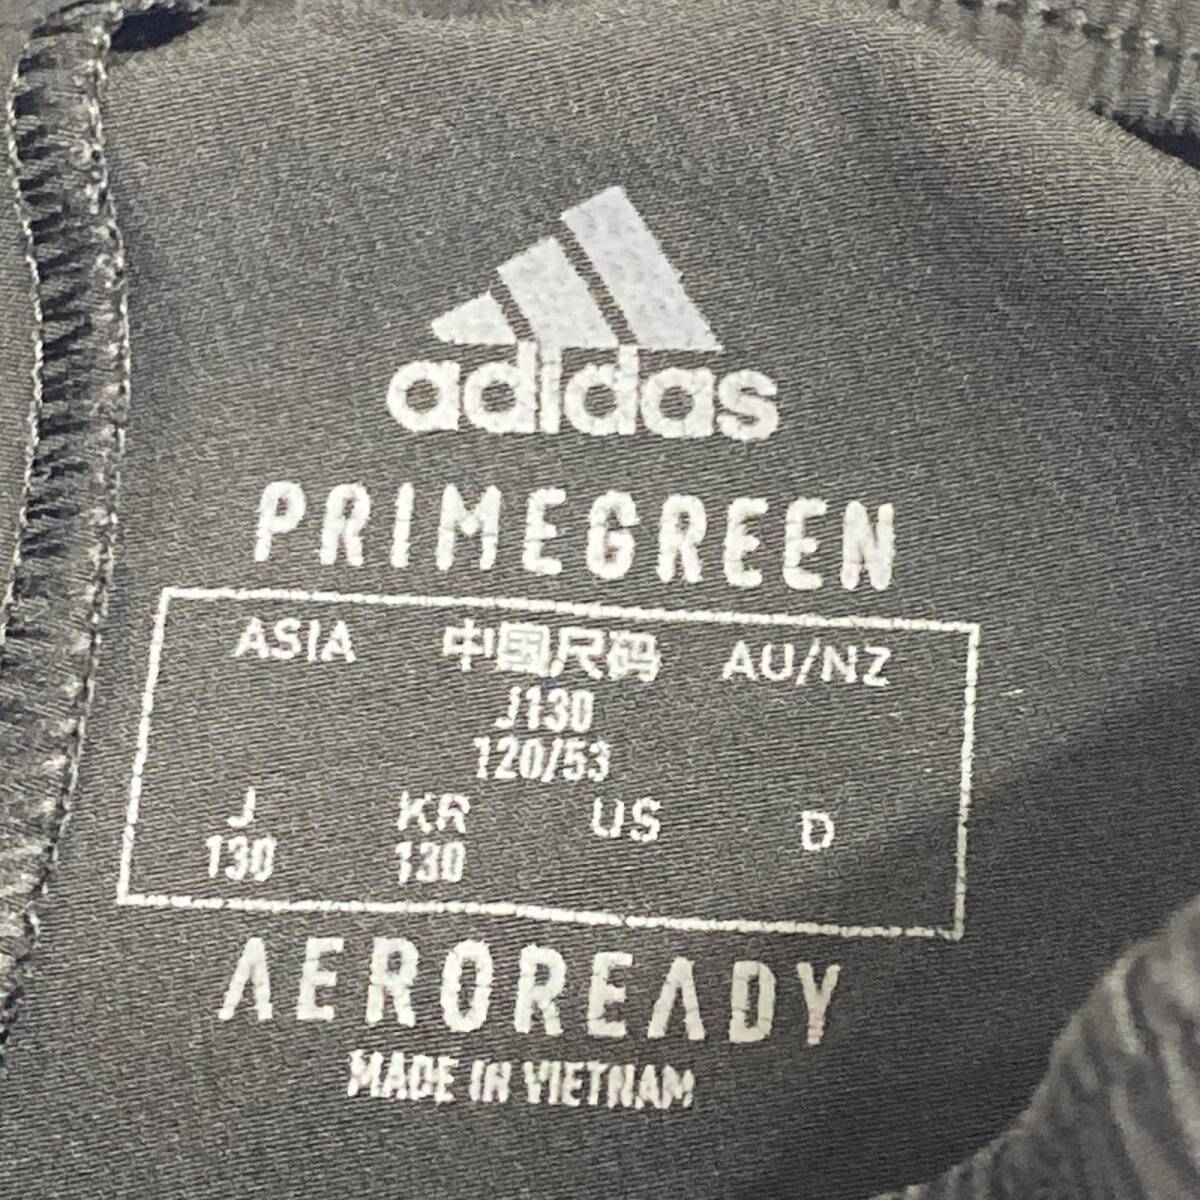 adidas
PRIMEGREEN
ASIA 中国尺码 AU/NZ
J130
120/53
J KR US D
130 130
AEROREADY
MADE IN VIETNAM